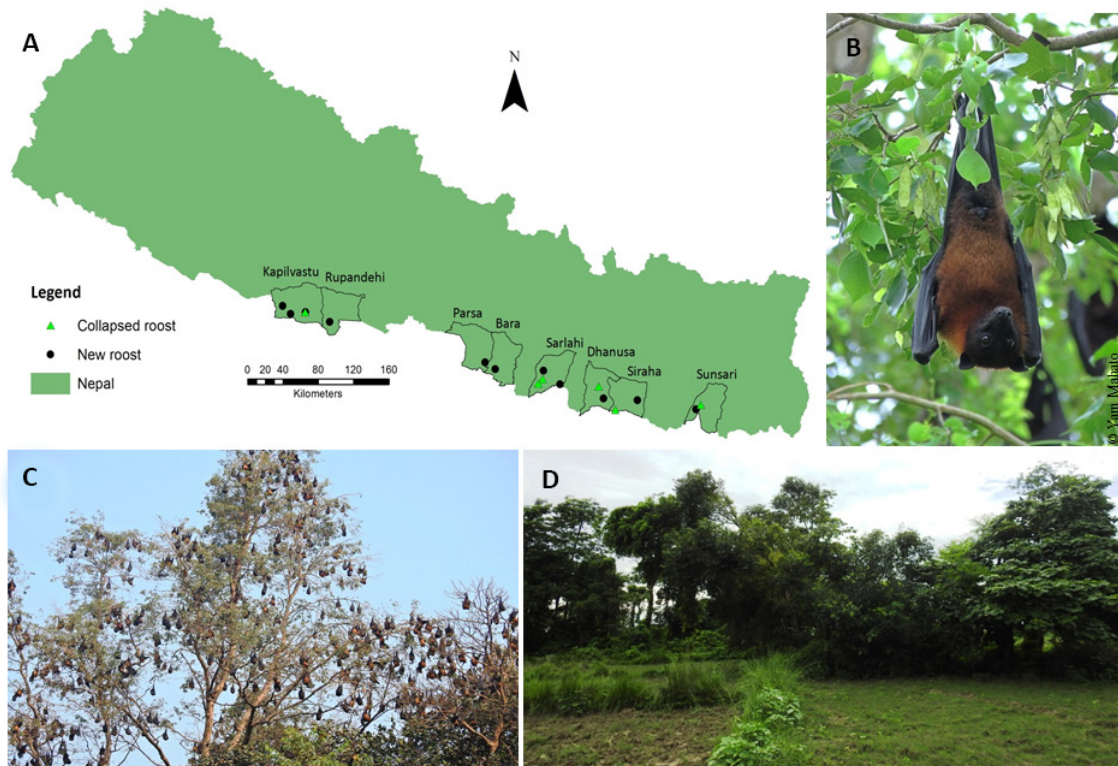 A
N
Kapilvastu
Rupandehi
Parsa
Bara
Sarlahi
Dhanusa
Siraha
Sunsari
Legend
Collapsed roost
New roost
Nepal
0 20 40 80 120 160
Kilometers
B
© Yam Mahato
C
D